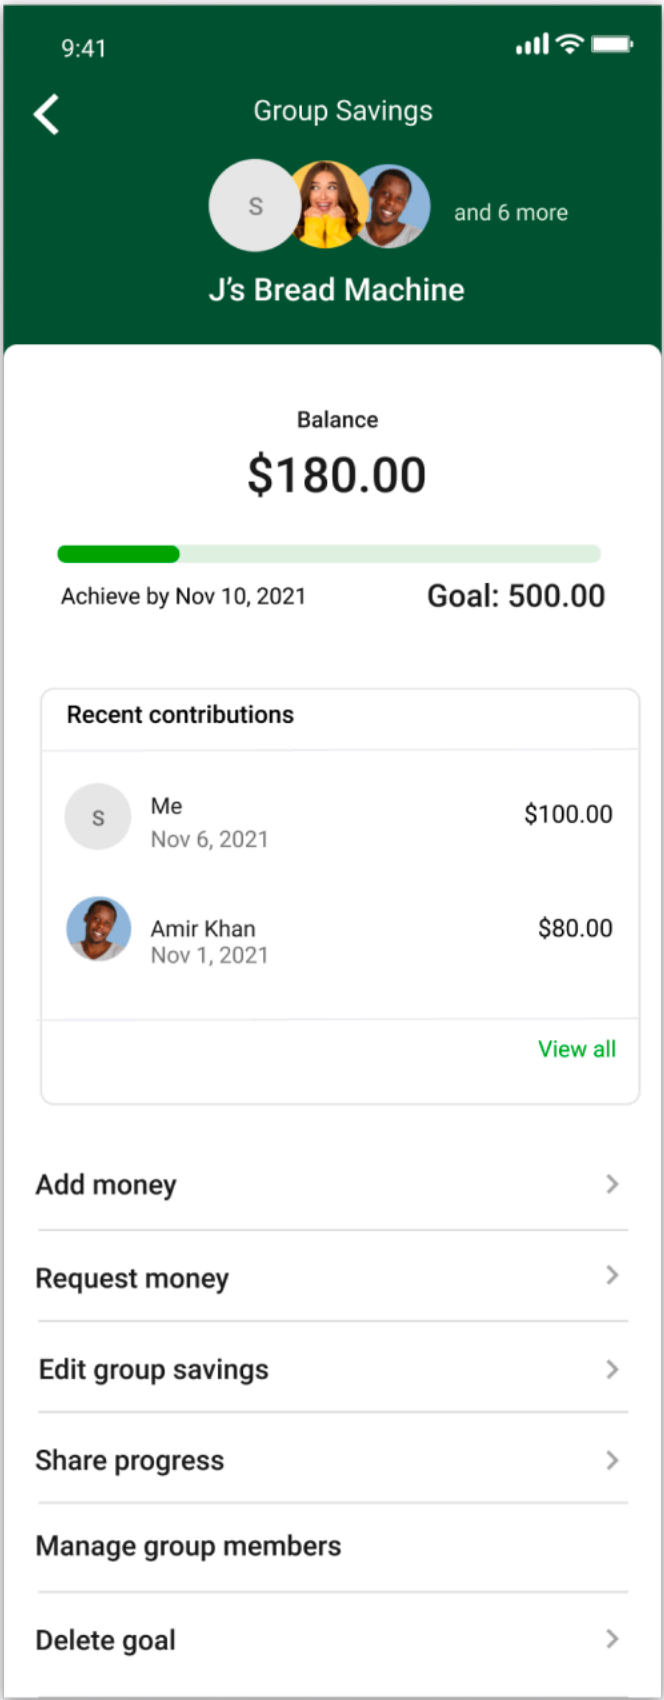 9:41
Group Savings
S
and 6 more
J's Bread Machine
Balance
$180.00
Achieve by Nov 10, 2021
Goal: 500.00
Recent contributions
S
Me
$100.00
Nov 6, 2021
Amir Khan
$80.00
Nov 1, 2021
View all
Add money
Request money
Edit group savings
Share progress
Manage group members
Delete goal